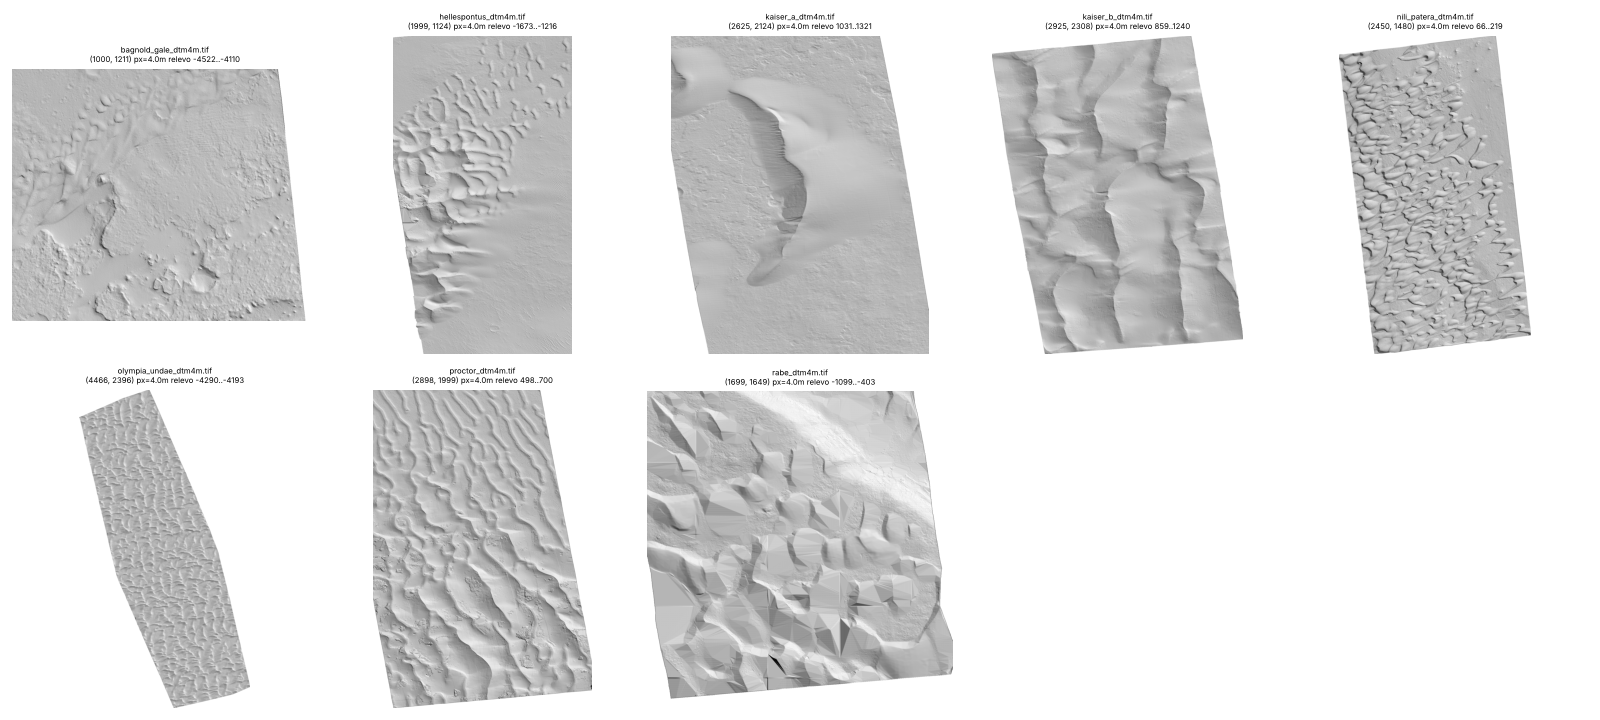 bagnold_gale_dtm4m.tif
(1000, 1211) px=4.0m relevo -4522..-4110
hellespontus_dtm4m.tif
(1999, 1124) px=4.0m relevo -1673..-1216
kaiser_a_dtm4m.tif
(2625, 2124) px=4.0m relevo 1031..1321
kaiser_b_dtm4m.tif
(2925, 2308) px=4.0m relevo 859..1240
nili_patera_dtm4m.tif
(2450, 1480) px=4.0m relevo 66..219
olympia_undae_dtm4m.tif
(4466, 2396) px=4.0m relevo -4290..-4193
proctor_dtm4m.tif
(2898, 1999) px=4.0m relevo 498..700
rabe_dtm4m.tif
(1699, 1649) px=4.0m relevo -1099..-403